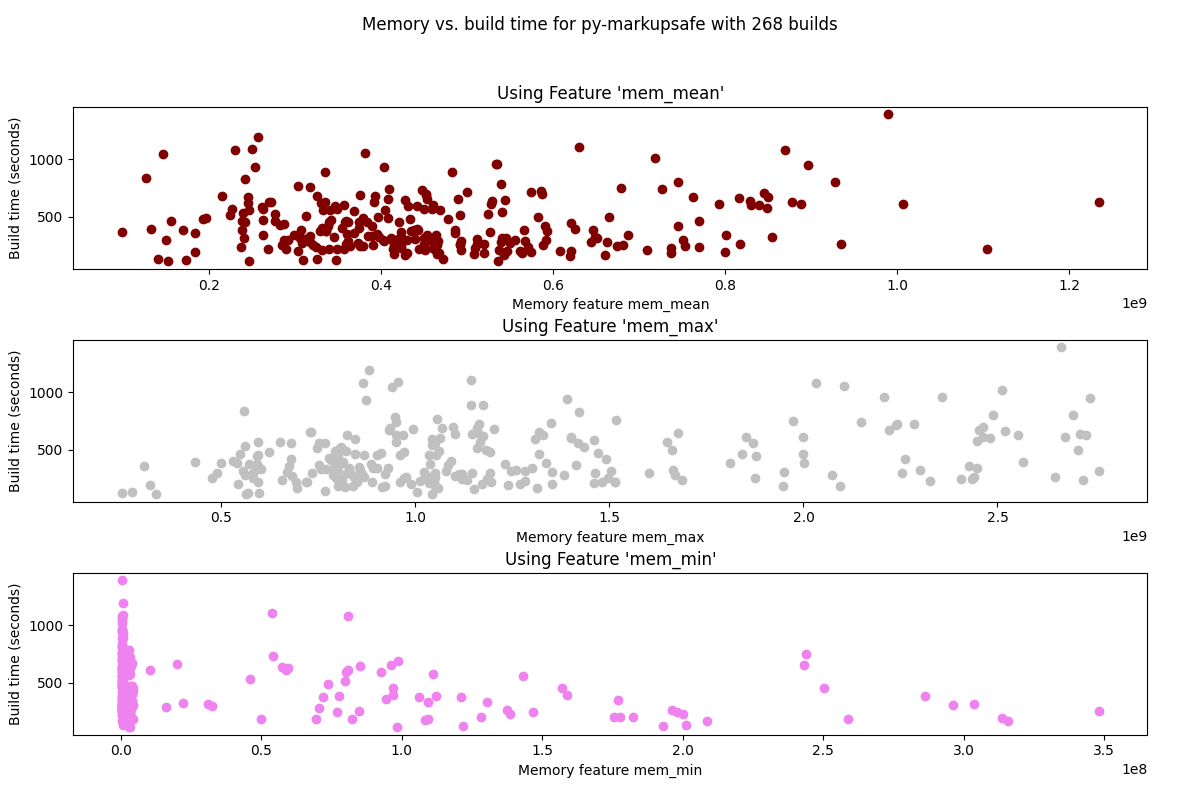 Memory vs. build time for py-markupsafe with 268 builds
Using Feature 'mem_mean'
Build time (seconds)
1000
500
0.2 0.4 0.6 0.8 1.0 1.2
1e9
Memory feature mem_mean
Using Feature 'mem_max'
Build time (seconds)
1000
500
0.5 1.0 1.5 2.0 2.5
1e9
Memory feature mem_max
Using Feature 'mem_min'
Build time (seconds)
1000
500
0.0 0.5 1.0 1.5 2.0 2.5 3.0 3.5
1e8
Memory feature mem_min